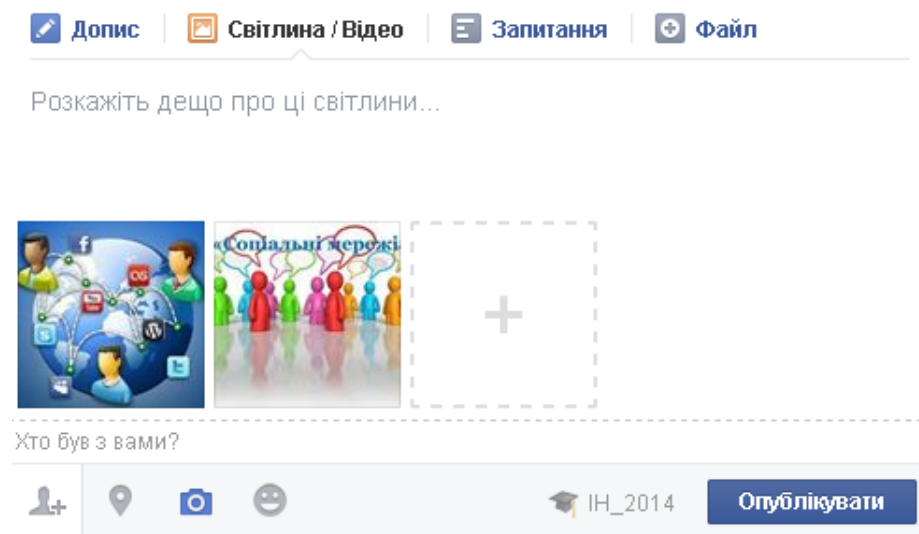 Допис Світлина / Відео Запитання Файл
Розкажіть дещо про ці світлини...
«Соціальні мережі
Хто був з вами?
ІН_2014 Опублікувати